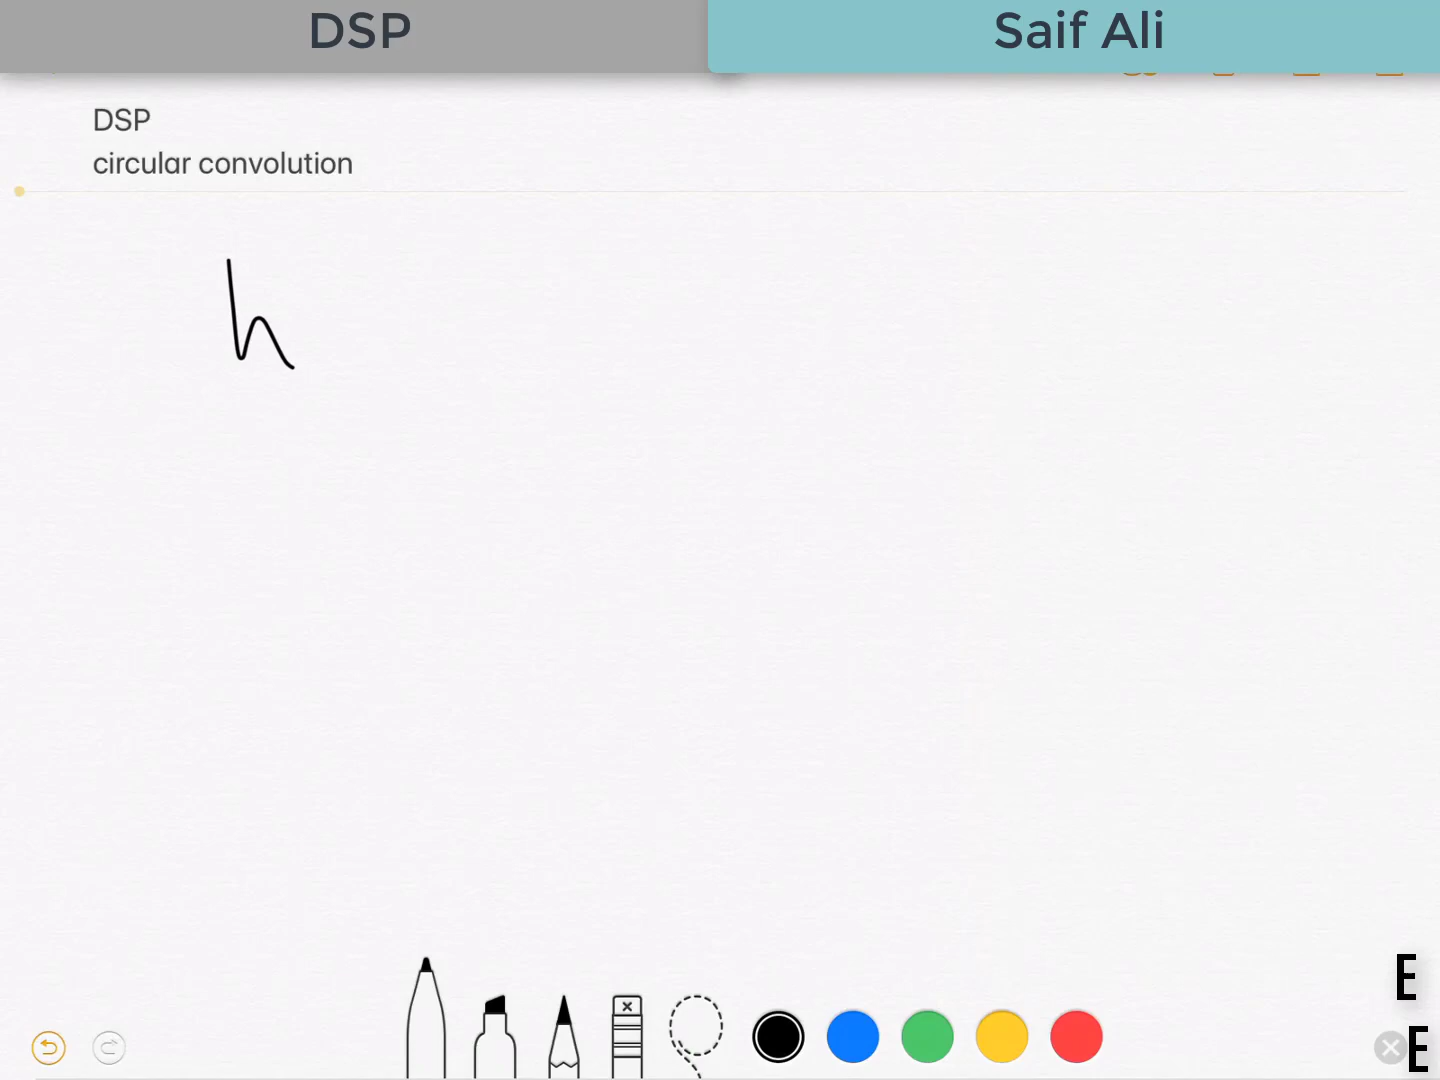 DSP
Saif Ali
DSP
circular convolution
h
E
E